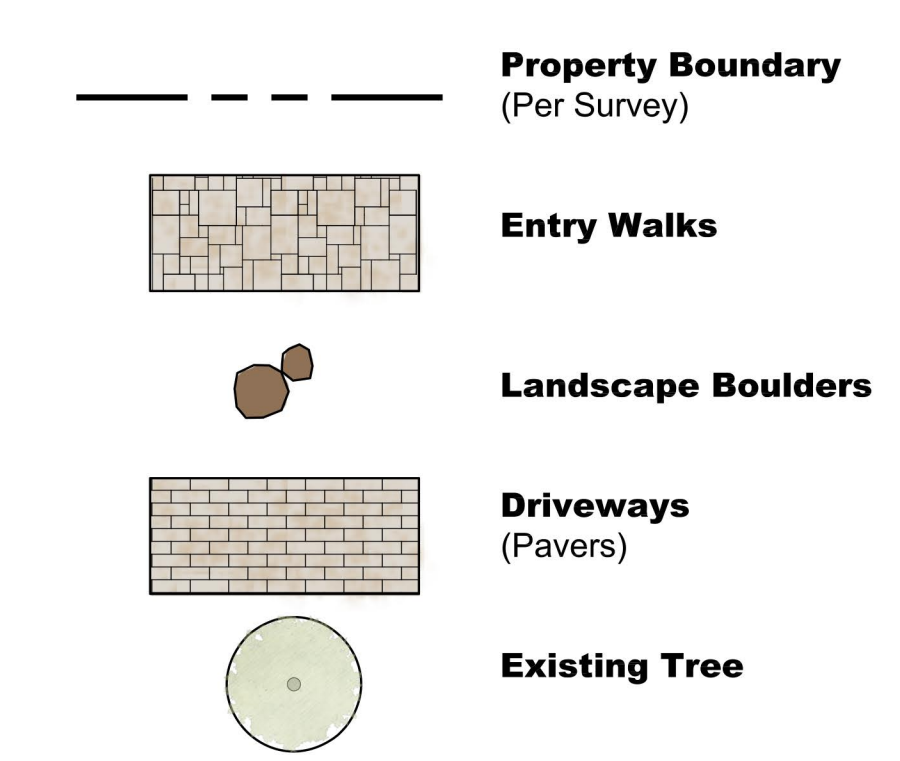 Property Boundary
(Per Survey)
Entry Walks
Landscape Boulders
Driveways
(Pavers)
Existing Tree